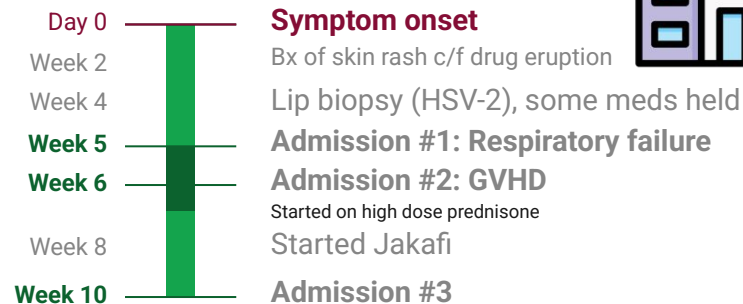 Day 0 Symptom onset
Week 2 Bx of skin rash c/f drug eruption
Week 4 Lip biopsy (HSV-2), some meds held
Week 5 Admission #1: Respiratory failure
Week 6 Admission #2: GVHD
Started on high dose prednisone
Week 8 Started Jakafi
Week 10 Admission #3